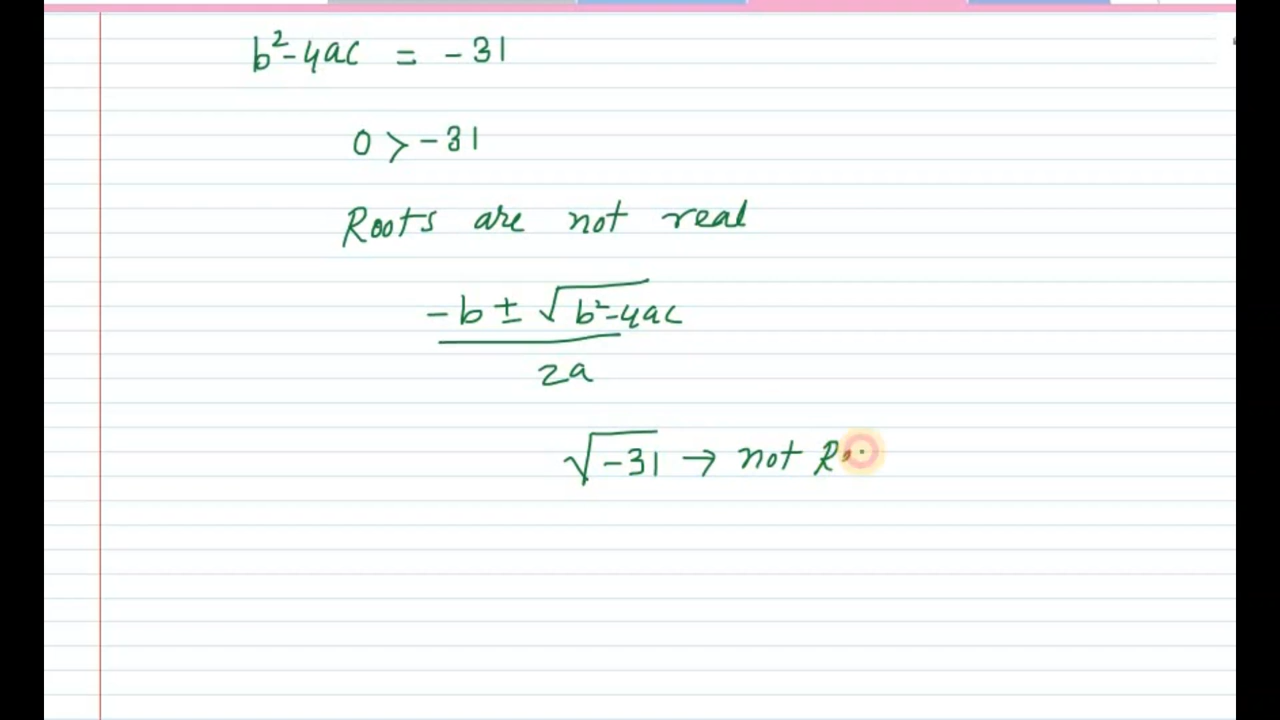 b²-4ac = -31
0 > -31
Roots are not real
-b ± √b²-4ac
2a
√-31 → not